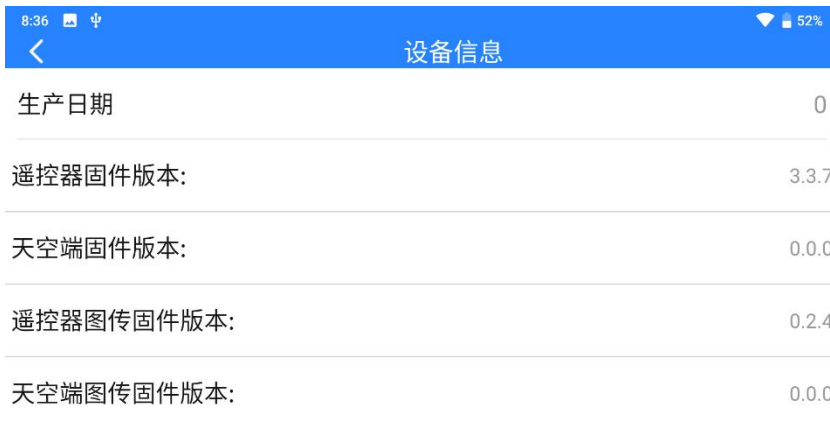 8:36 52%
设备信息
生产日期 0
遥控器固件版本: 3.3.7
天空端固件版本: 0.0.0
遥控器图传固件版本: 0.2.4
天空端图传固件版本: 0.0.0